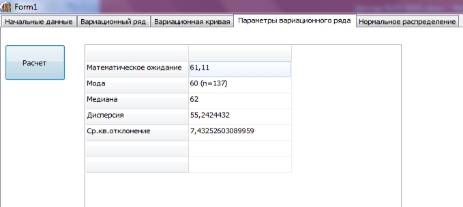 Form1
Начальные данные Вариационный ряд Вариационная кривая Параметры вариационного ряда Нормальное распределение
Расчет
Математическое ожидание 61,11
Мода 60 (n=137)
Медиана 62
Дисперсия 55,2424432
Ср.кв.отклонение 7,43252603089959